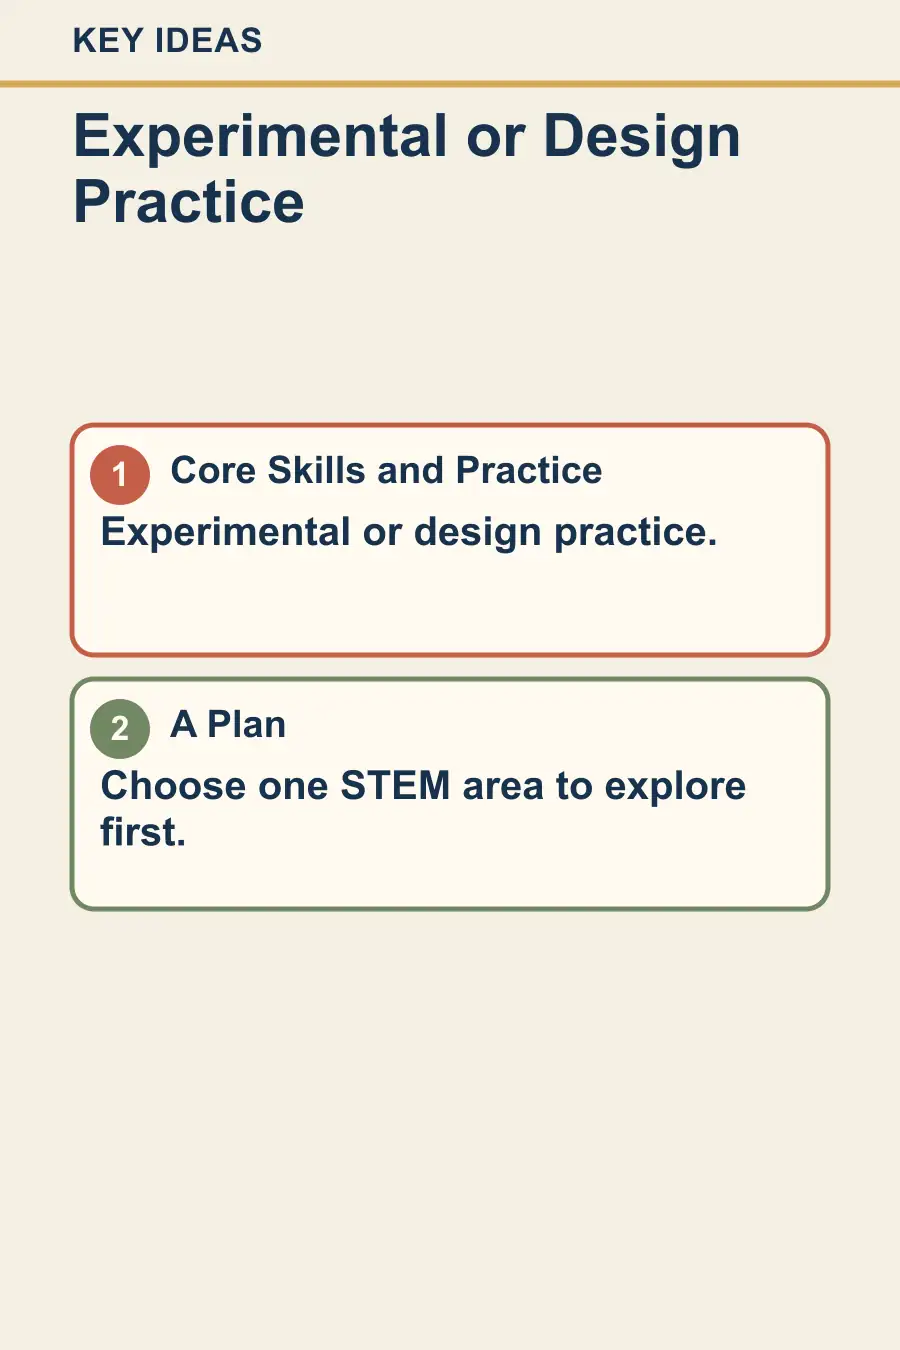 KEY IDEAS
Experimental or Design
Practice
1 Core Skills and Practice
Experimental or design practice.
2 A Plan
Choose one STEM area to explore
first.